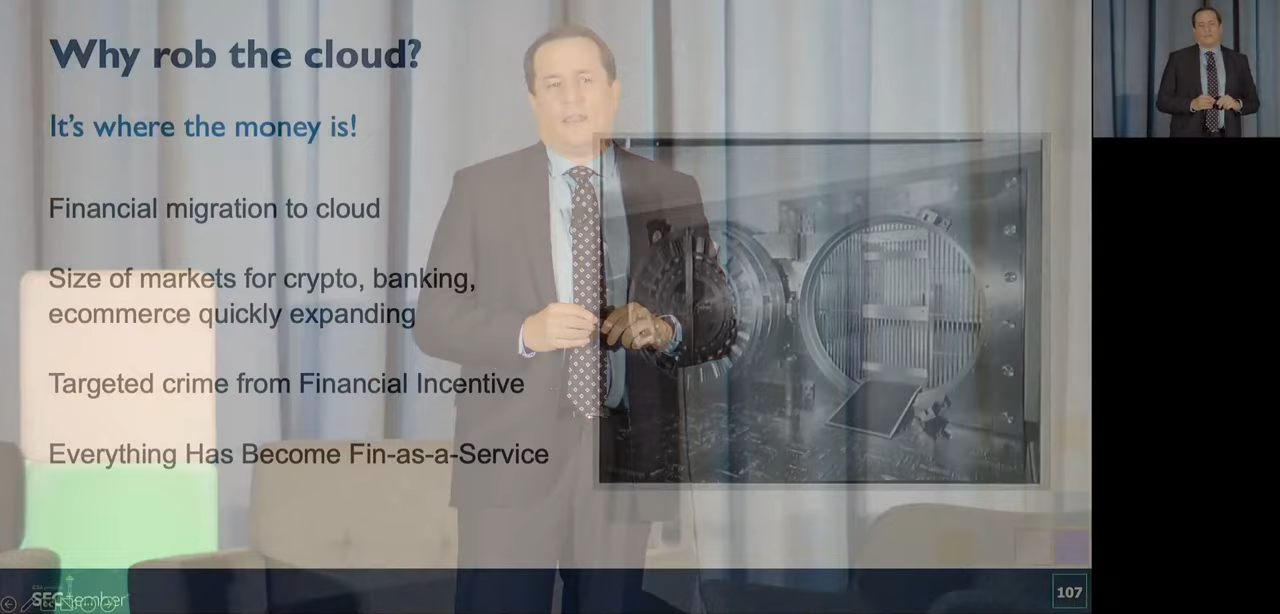 Why rob the cloud?
It's where the money is!
Financial migration to cloud
Size of markets for crypto, banking,
ecommerce quickly expanding
Targeted crime from Financial Incentive
Everything Has Become Fin-as-a-Service
SECtember
107